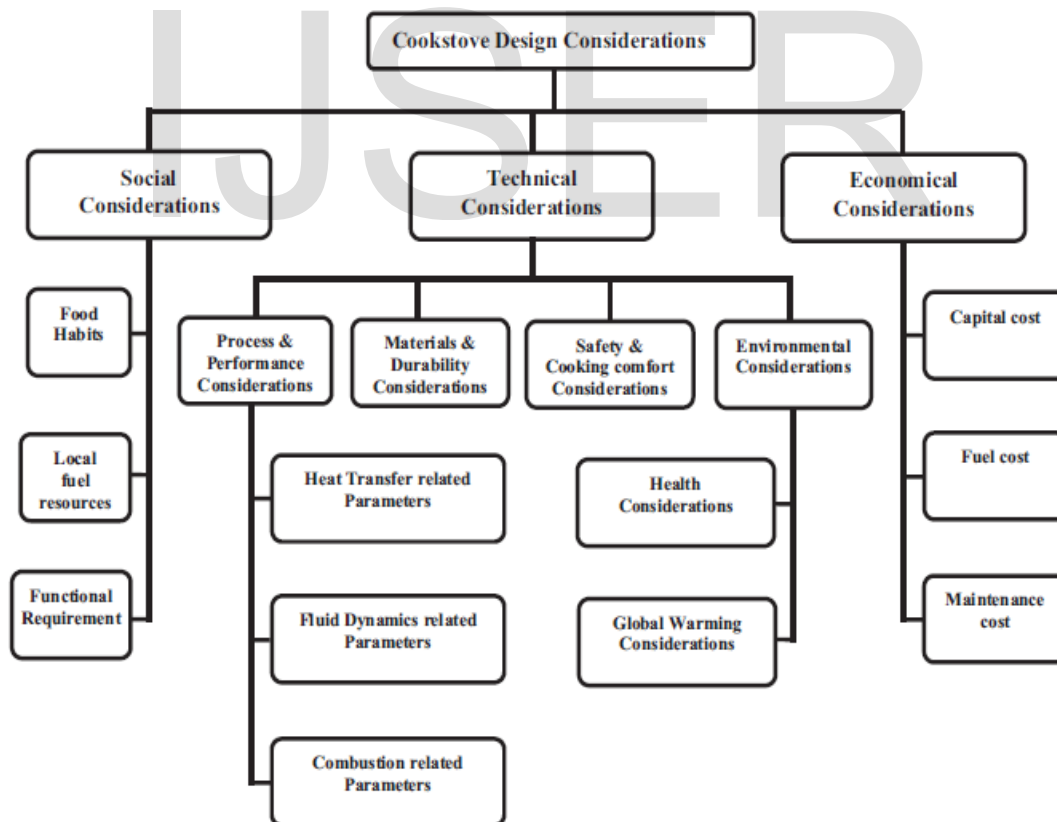 IJSER
Cookstove Design Considerations
Social
Considerations
Technical
Considerations
Economical
Considerations
Food
Habits
Local
fuel
resources
Functional
Requirement
Process &
Performance
Considerations
Materials &
Durability
Considerations
Safety &
Cooking comfort
Considerations
Environmental
Considerations
Heat Transfer related
Parameters
Fluid Dynamics related
Parameters
Combustion related
Parameters
Health
Considerations
Global Warming
Considerations
Capital cost
Fuel cost
Maintenance
cost